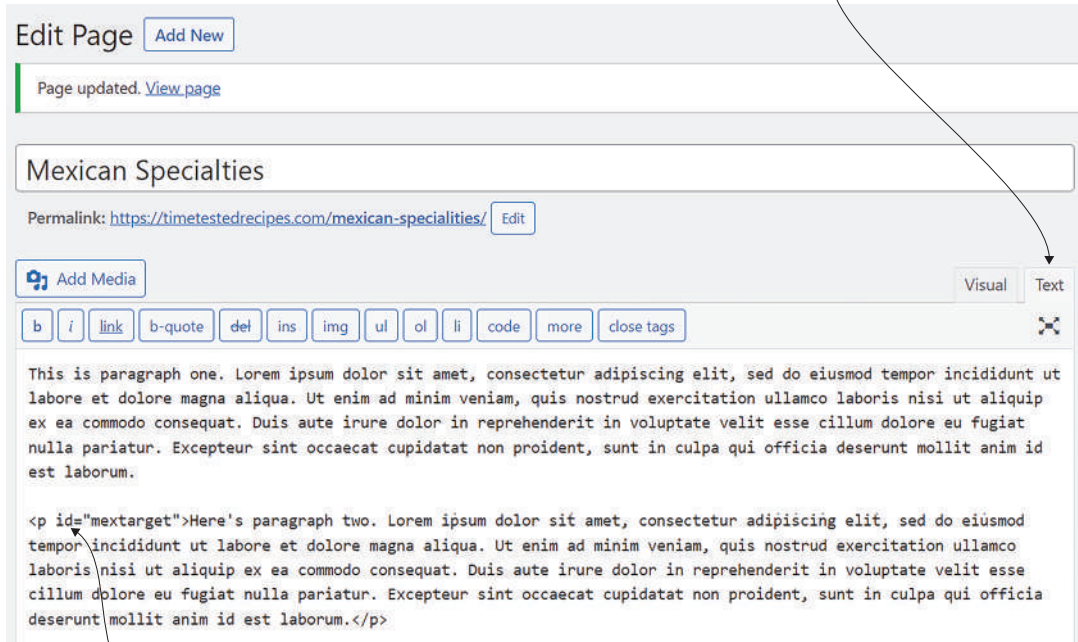 Edit Page Add New
Page updated. View page
Mexican Specialties
Permalink: https://timetestedrecipes.com/mexican-specialities/ Edit
Add Media
Visual Text
b i link b-quote del ins img ul ol li code more close tags
This is paragraph one. Lorem ipsum dolor sit amet, consectetur adipiscing elit, sed do eiusmod tempor incididunt ut
labore et dolore magna aliqua. Ut enim ad minim veniam, quis nostrud exercitation ullamco laboris nisi ut aliquip
ex ea commodo consequat. Duis aute irure dolor in reprehenderit in voluptate velit esse cillum dolore eu fugiat
nulla pariatur. Excepteur sint occaecat cupidatat non proident, sunt in culpa qui officia deserunt mollit anim id
est laborum.
<p id="mextarget">Here's paragraph two. Lorem ipsum dolor sit amet, consectetur adipiscing elit, sed do eiusmod
tempor incididunt ut labore et dolore magna aliqua. Ut enim ad minim veniam, quis nostrud exercitation ullamco
laboris nisi ut aliquip ex ea commodo consequat. Duis aute irure dolor in reprehenderit in voluptate velit esse
cillum dolore eu fugiat nulla pariatur. Excepteur sint occaecat cupidatat non proident, sunt in culpa qui officia
deserunt mollit anim id est laborum.</p>